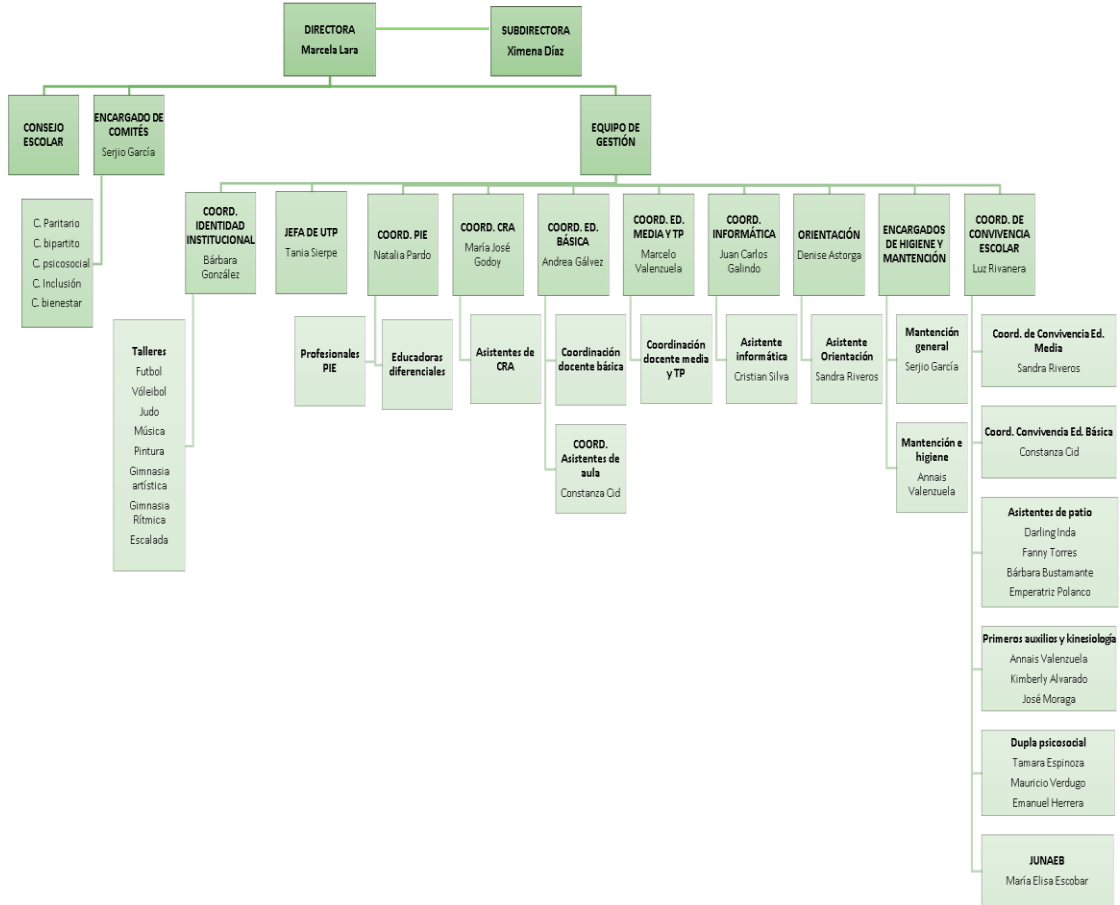 DIRECTORA
Marcela Lara
SUBDIRECTORA
Ximena Díaz
CONSEJO
ESCOLAR
ENCARGADO DE
COMITÉS
Serjio García
EQUIPO DE
GESTIÓN
C. Paritario
C. bipartito
C. psicosocial
C. Inclusión
C. bienestar
COORD.
IDENTIDAD
INSTITUCIONAL
Bárbara
González
JEFA DE UTP
Tania Sierpe
COORD. PIE
Natalia Pardo
COORD. CRA
María José
Godoy
COORD. ED.
BÁSICA
Andrea Gálvez
COORD. ED.
MEDIA Y TP
Marcelo
Valenzuela
COORD.
INFORMÁTICA
Juan Carlos
Galindo
ORIENTACIÓN
Denise Astorga
ENCARGADOS
DE HIGIENE Y
MANTENCIÓN
COORD. DE
CONVIVENCIA
ESCOLAR
Luz Rivanera
Talleres
Futbol
Vóleibol
Judo
Música
Pintura
Gimnasia
artística
Gimnasia
Rítmica
Escalada
Profesionales
PIE
Educadoras
diferenciales
Asistentes de
CRA
Coordinación
docente básica
COORD.
Asistentes de
aula
Constanza Cid
Coordinación
docente media
y TP
Asistente
informática
Cristian Silva
Asistente
Orientación
Sandra Riveros
Mantención
general
Serjio García
Mantención e
higiene
Annais
Valenzuela
Coord. de Convivencia Ed.
Media
Sandra Riveros
Coord. Convivencia Ed. Básica
Constanza Cid
Asistentes de patio
Darling Inda
Fanny Torres
Bárbara Bustamante
Emperatriz Polanco
Primeros auxilios y kinesiología
Annais Valenzuela
Kimberly Alvarado
José Moraga
Dupla psicosocial
Tamara Espinoza
Mauricio Verdugo
Emanuel Herrera
JUNAEB
María Elisa Escobar